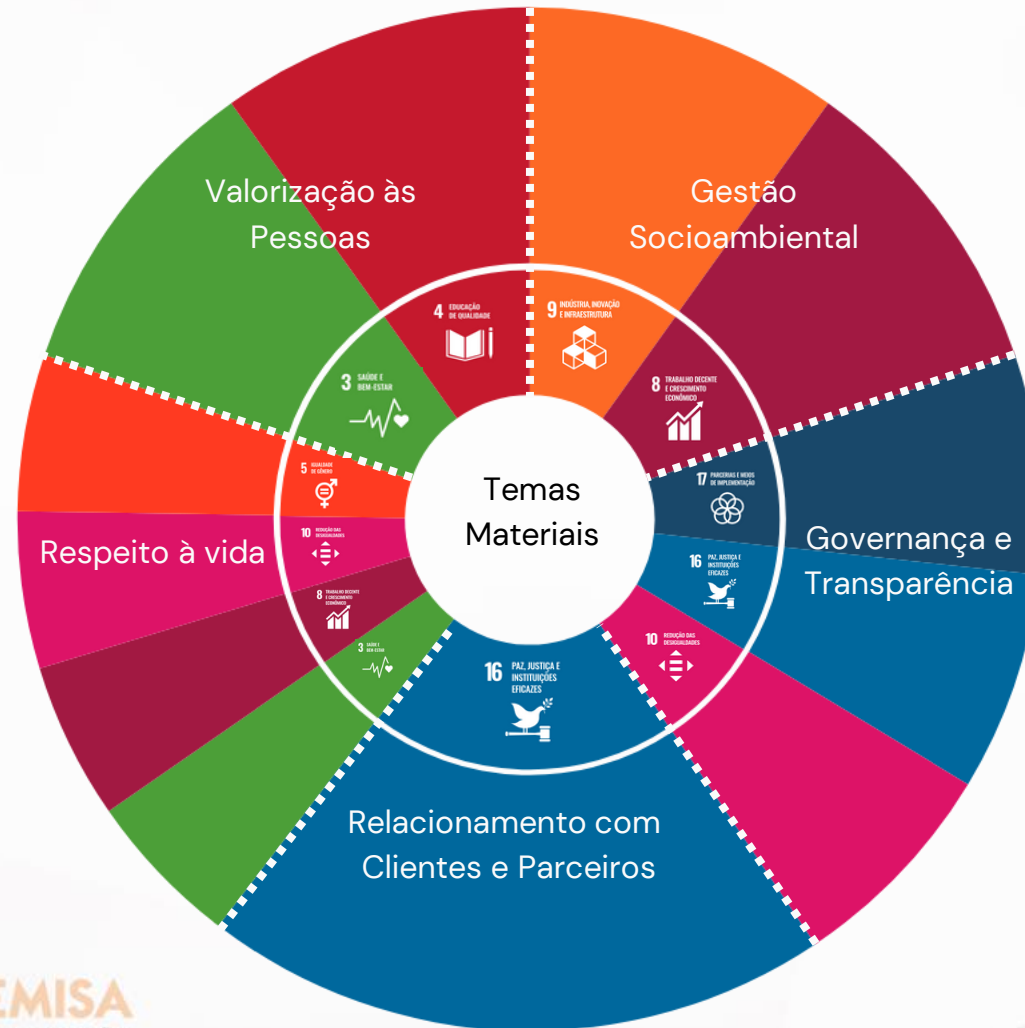 Valorização às
Pessoas
Gestão
Socioambiental
4 EDUCAÇÃO
DE QUALIDADE
9 INDÚSTRIA, INOVAÇÃO
E INFRAESTRUTURA
3 SAÚDE E
BEM-ESTAR
8 TRABALHO DECENTE
E CRESCIMENTO
ECONÔMICO
5 IGUALDADE
DE GÊNERO
17 PARCERIAS E MEIOS
DE IMPLEMENTAÇÃO
Temas
Materiais
Respeito à vida
10 REDUÇÃO DAS
DESIGUALDADES
Governança e
Transparência
16 PAZ, JUSTIÇA E
INSTITUIÇÕES
EFICAZES
8 TRABALHO DECENTE
E CRESCIMENTO
ECONÔMICO
3 SAÚDE E
BEM-ESTAR
10 REDUÇÃO DAS
DESIGUALDADES
16 PAZ, JUSTIÇA E
INSTITUIÇÕES
EFICAZES
Relacionamento com
Clientes e Parceiros
EMISA